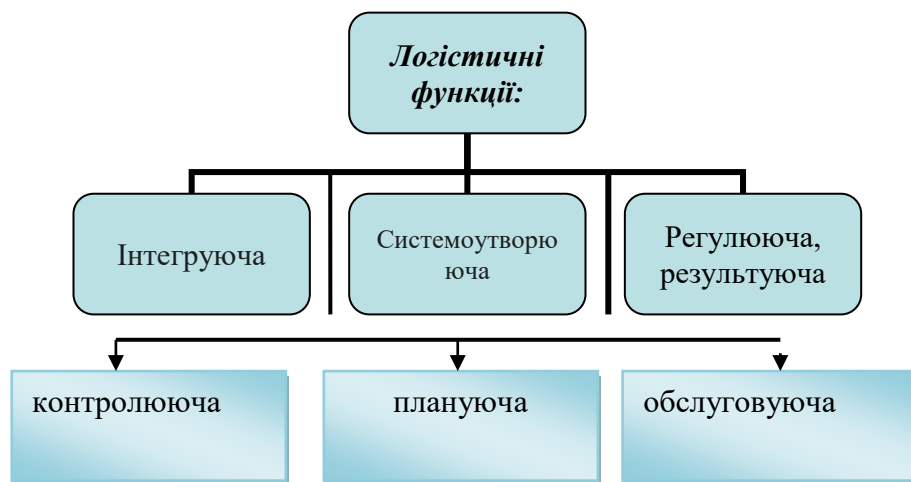 Логістичні
функції:
Інтегруюча
Системоутворю
юча
Регулююча,
результуюча
контролююча
плануюча
обслуговуюча